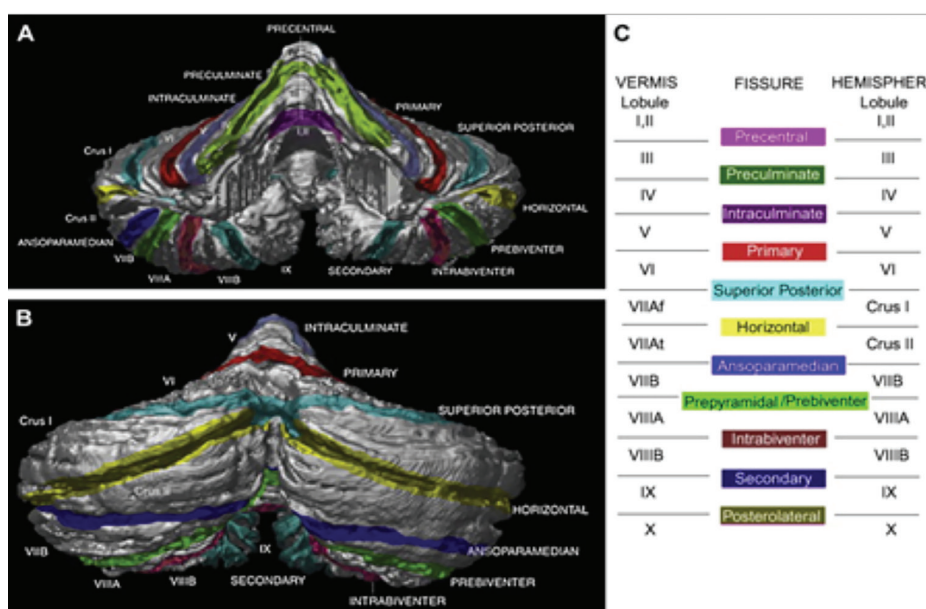 A
PRECENTRAL
PRECULMINATE
INTRACULMINATE
PRIMARY
SUPERIOR POSTERIOR
I,II
VI
Crus I
Crus II
ANSOPARAMEDIAN
VIIB
VIIIA
VIIB
IX
SECONDARY
HORIZONTAL
PREBIVENTER
INTRABIVENTER
B
V
INTRACULMINATE
VI
PRIMARY
SUPERIOR POSTERIOR
Crus I
Crus II
HORIZONTAL
VIIB
IX
ANSOPARAMEDIAN
VIIIA
VIIIB
SECONDARY
PREBIVENTER
INTRABIVENTER
C
VERMIS FISSURE HEMISPHER
Lobule Lobule
I,II I,II
Precentral
III III
Preculminate
IV IV
Intraculminate
V V
Primary
VI VI
Superior Posterior
VIIAf Crus I
Horizontal
VIIAt Crus II
Ansoparamedian
VIIB VIIB
Prepyramidal/Prebiventer
VIIIA VIIIA
Intrabiventer
VIIIB VIIIB
Secondary
IX IX
Posterolateral
X X